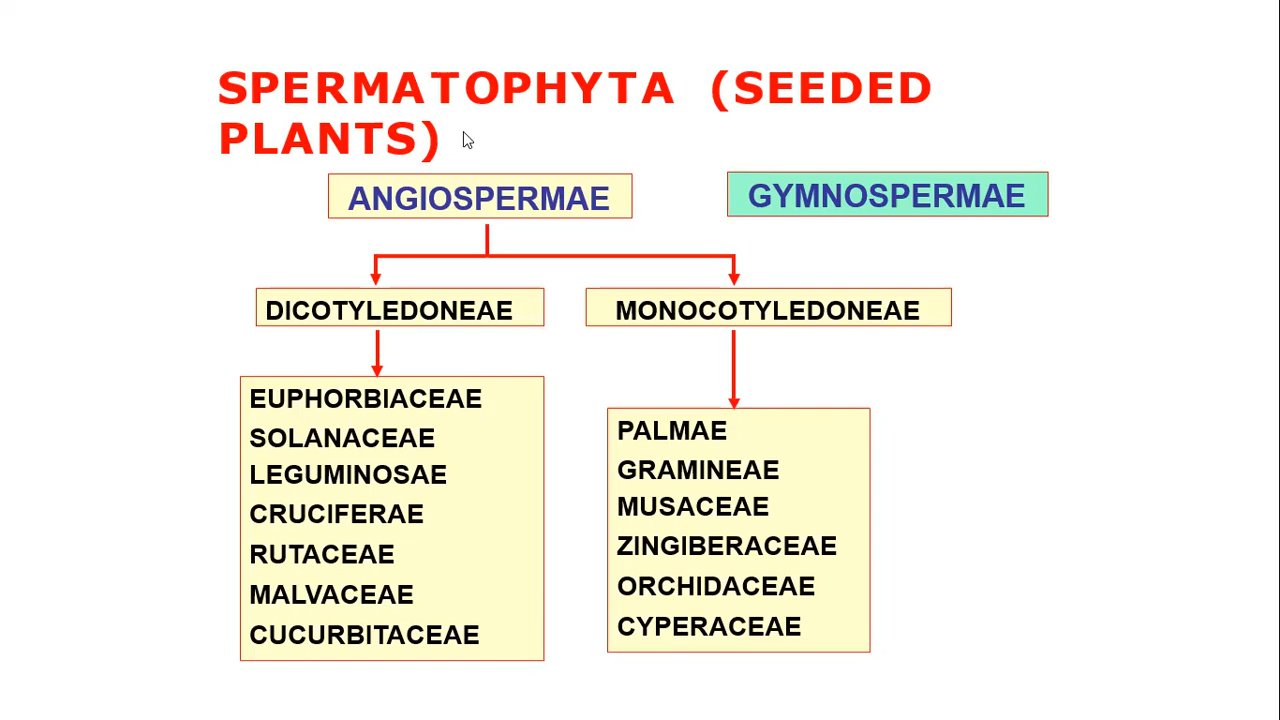 SPERMATOPHYTA (SEEDED
PLANTS)
ANGIOSPERMAE
GYMNOSPERMAE
DICOTYLEDONEAE
MONOCOTYLEDONEAE
EUPHORBIACEAE
SOLANACEAE
LEGUMINOSAE
CRUCIFERAE
RUTACEAE
MALVACEAE
CUCURBITACEAE
PALMAE
GRAMINEAE
MUSACEAE
ZINGIBERACEAE
ORCHIDACEAE
CYPERACEAE